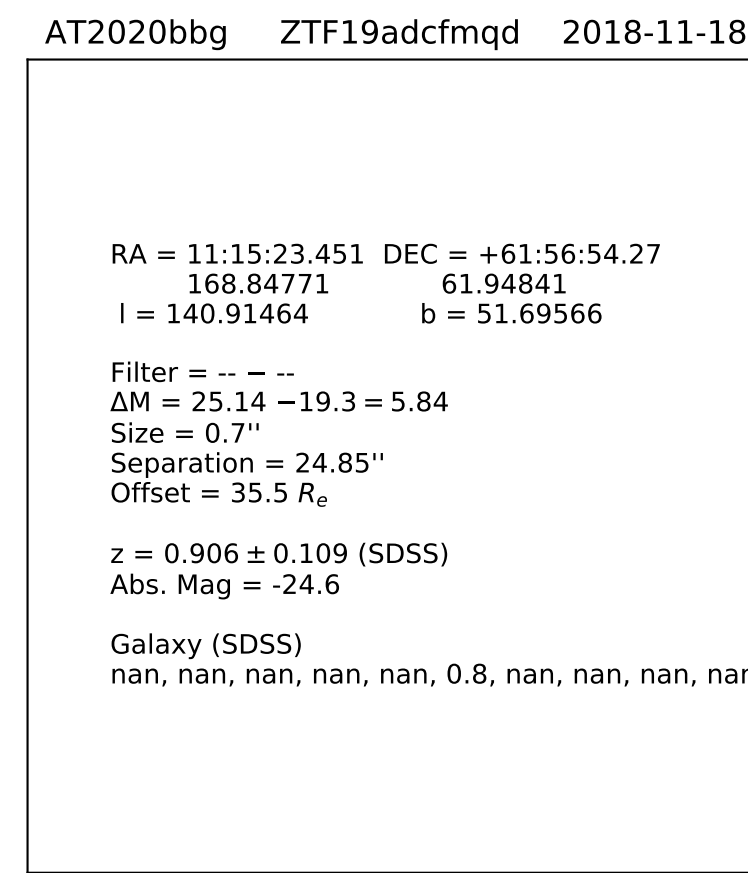 AT2020bbg ZTF19adcfmqd 2018-11-18
RA = 11:15:23.451 DEC = +61:56:54.27
168.84771 61.94841
l = 140.91464 b = 51.69566
Filter = -- − --
ΔM = 25.14 −19.3 = 5.84
Size = 0.7''
Separation = 24.85''
Offset = 35.5 Re
z = 0.906 ± 0.109 (SDSS)
Abs. Mag = -24.6
Galaxy (SDSS)
nan, nan, nan, nan, nan, 0.8, nan, nan, nan, nan